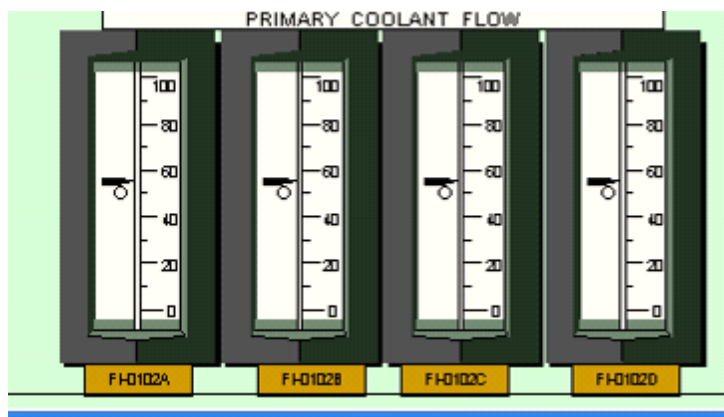 PRIMARY COOLANT FLOW
100 100 100 100
80 80 80 80
60 60 60 60
40 40 40 40
20 20 20 20
0 0 0 0
FI-0102A FI-0102B FI-0102C FI-0102D